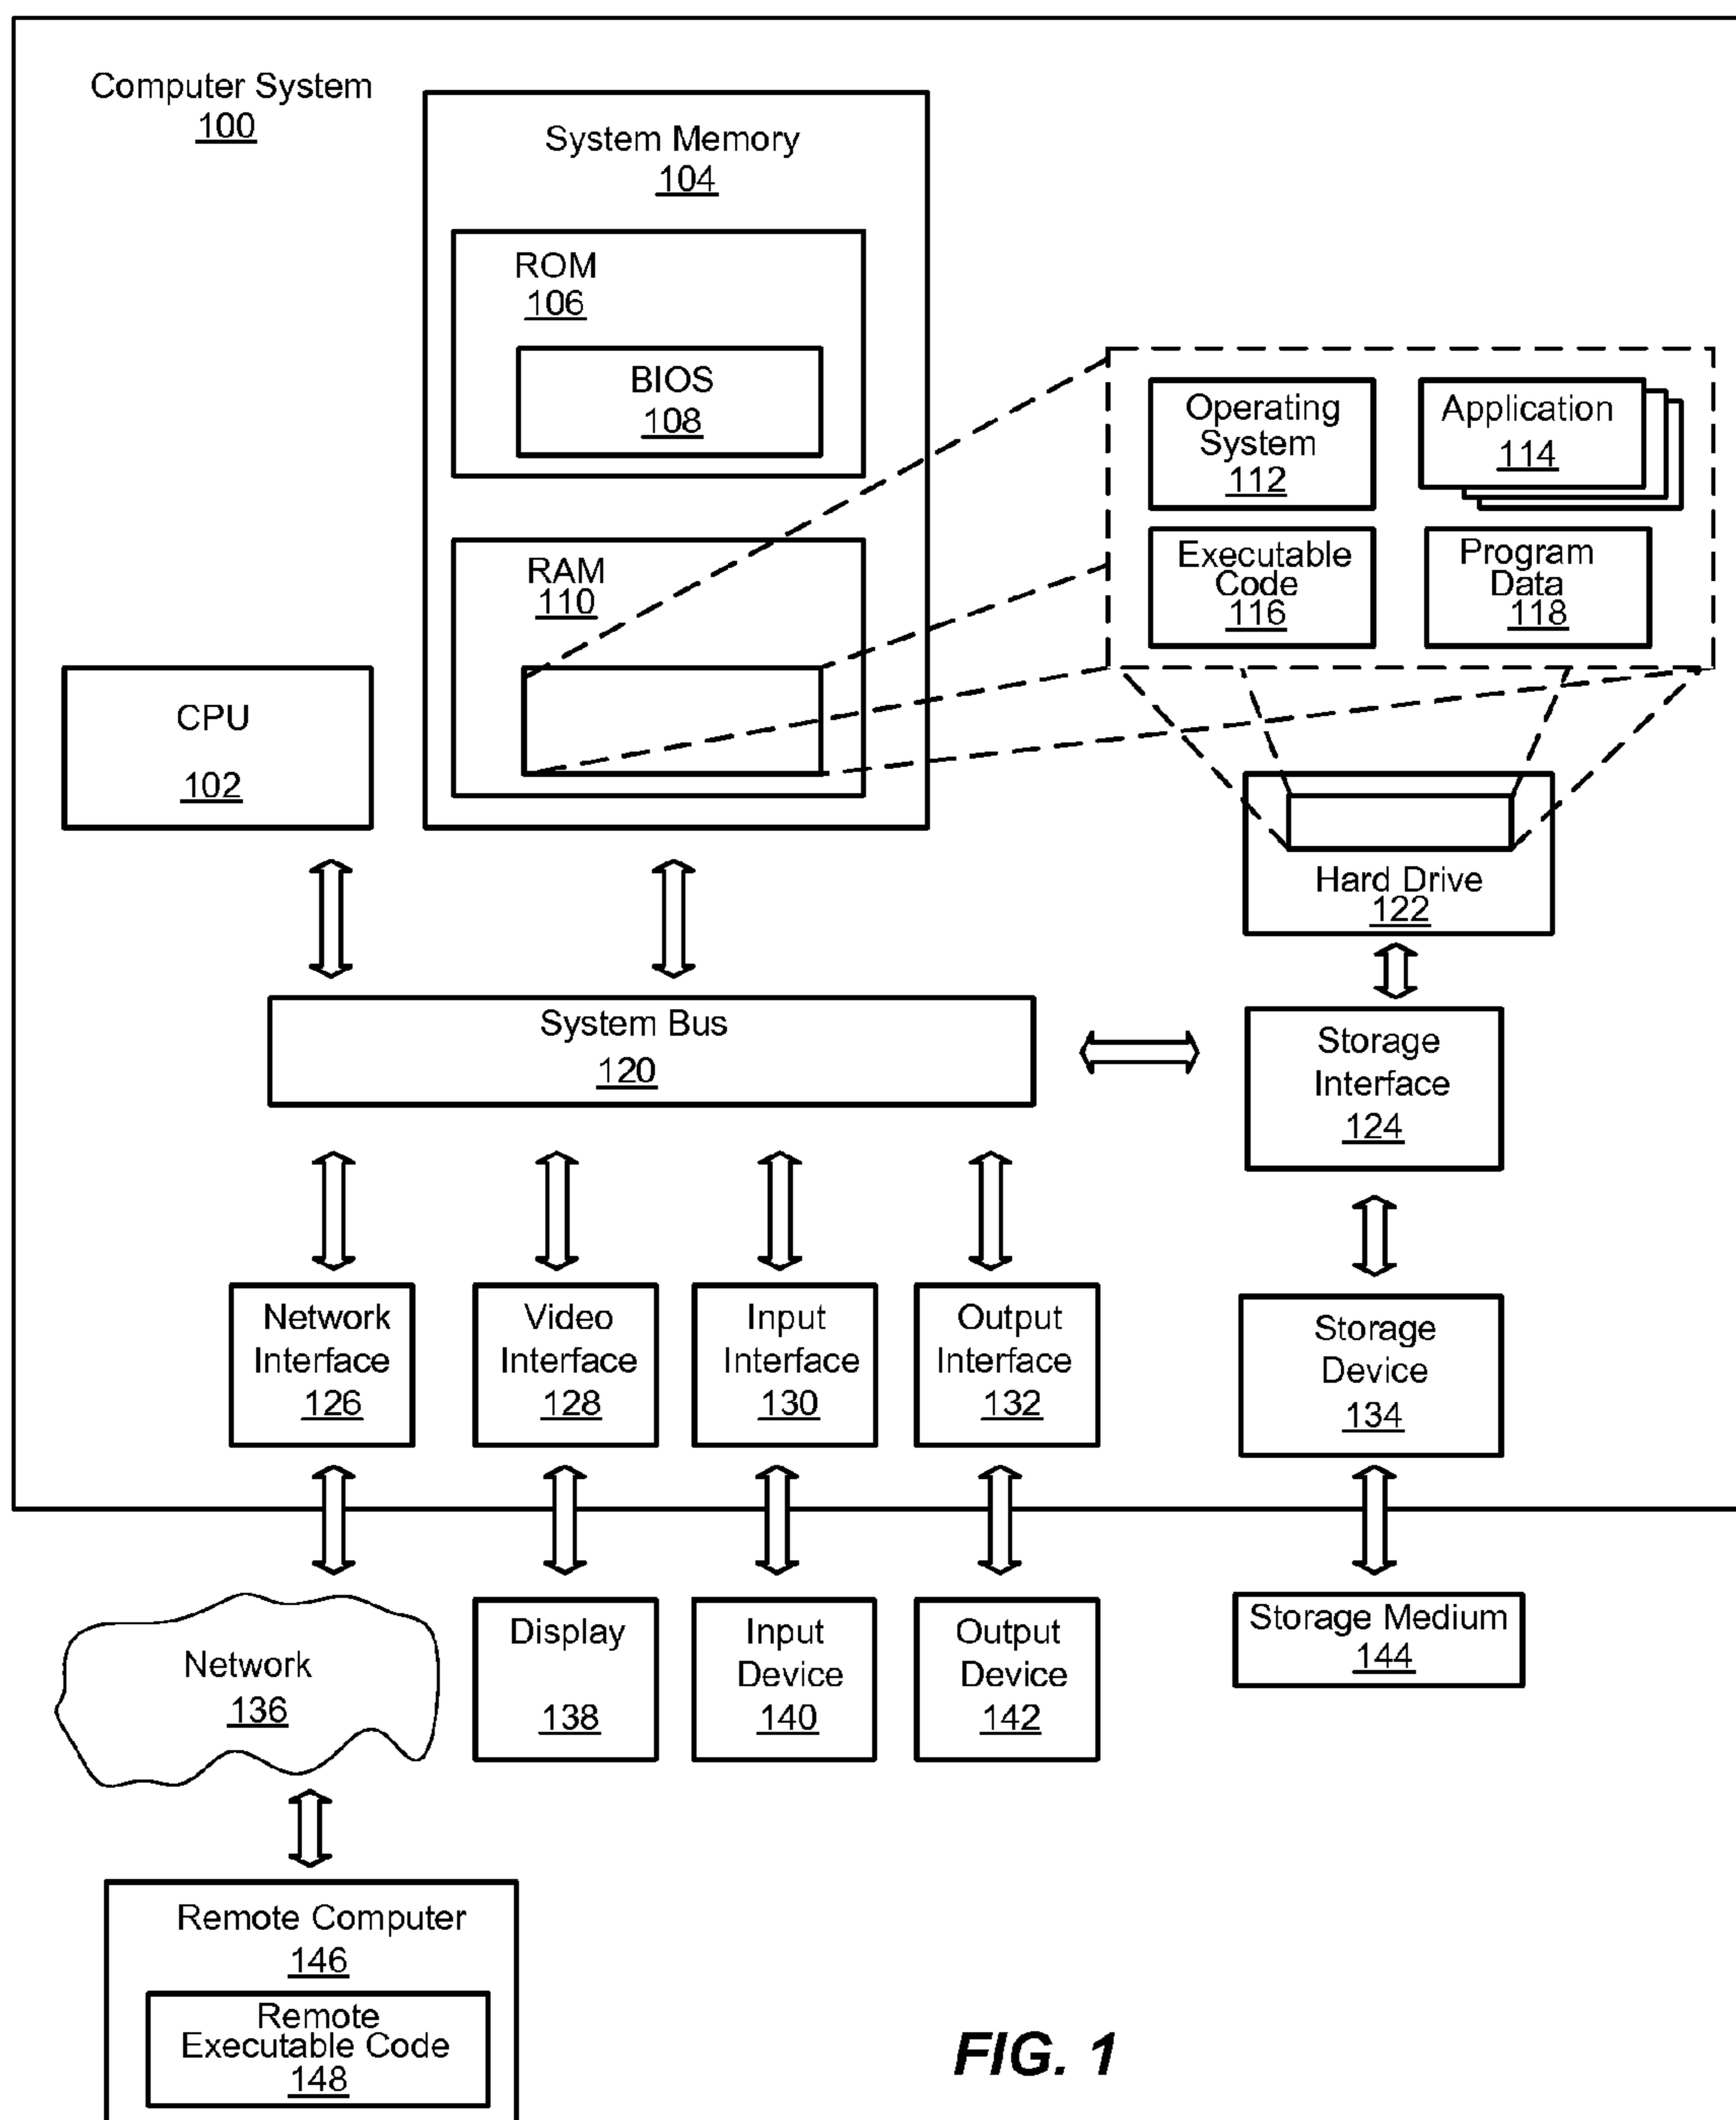 Computer System
100
System Memory
104
ROM
106
BIOS
108
RAM
110
Operating
System
112
Application
114
Executable
Code
116
Program
Data
118
CPU
102
Hard Drive
122
System Bus
120
Storage
Interface
124
Network
Interface
126
Video
Interface
128
Input
Interface
130
Output
Interface
132
Storage
Device
134
Network
136
Display
138
Input
Device
140
Output
Device
142
Storage Medium
144
Remote Computer
146
Remote
Executable Code
148
FIG. 1